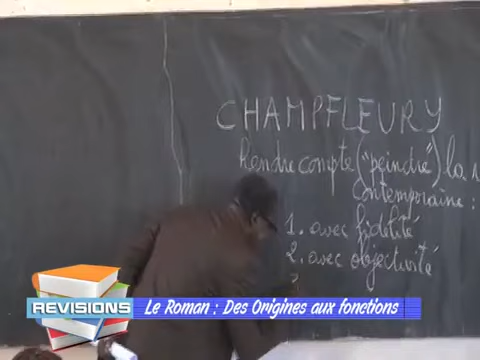 CHAMPFLEURY
Rendre compte ("peindre") la
contemporaine :
1. avec fidélité
2. avec objectivité
REVISIONS
Le Roman : Des Origines aux fonctions